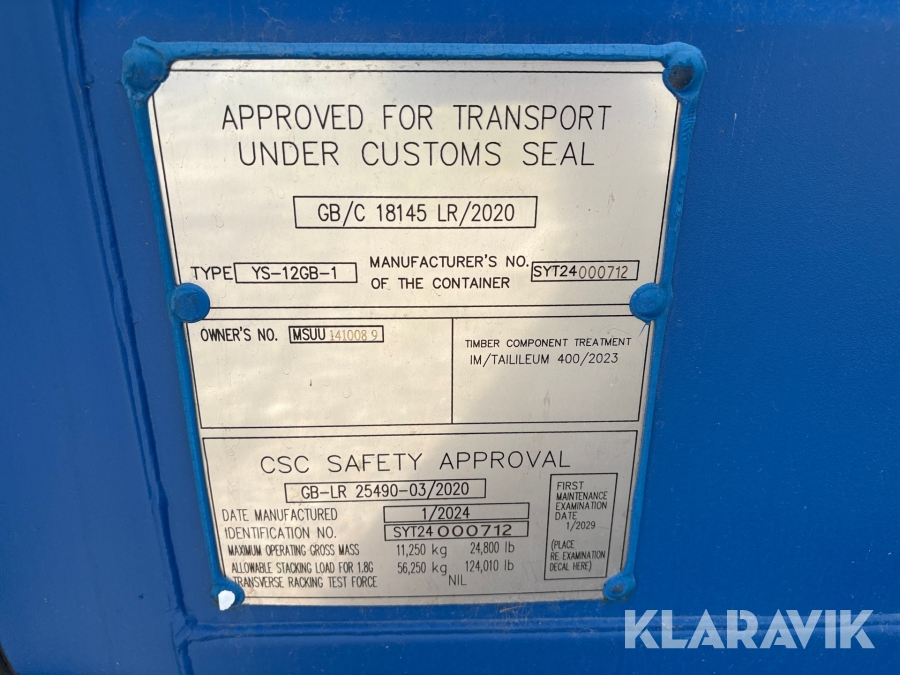 APPROVED FOR TRANSPORT
UNDER CUSTOMS SEAL
GB/C 18145 LR/2020
TYPE YS-12GB-1 MANUFACTURER'S NO. OF THE CONTAINER SYT24000712
OWNER'S NO. MSUU 141008 9
TIMBER COMPONENT TREATMENT
IM/TAILILEUM 400/2023
CSC SAFETY APPROVAL
GB-LR 25490-03/2020
DATE MANUFACTURED 1/2024
IDENTIFICATION NO. SYT24000712
MAXIMUM OPERATING GROSS MASS 11,250 kg 24,800 lb
ALLOWABLE STACKING LOAD FOR 1.8G 56,250 kg 124,010 lb
TRANSVERSE RACKING TEST FORCE NIL
FIRST
MAINTENANCE
EXAMINATION
DATE
1/2029
(PLACE
RE EXAMINATION
DECAL HERE)
KLARAVIK